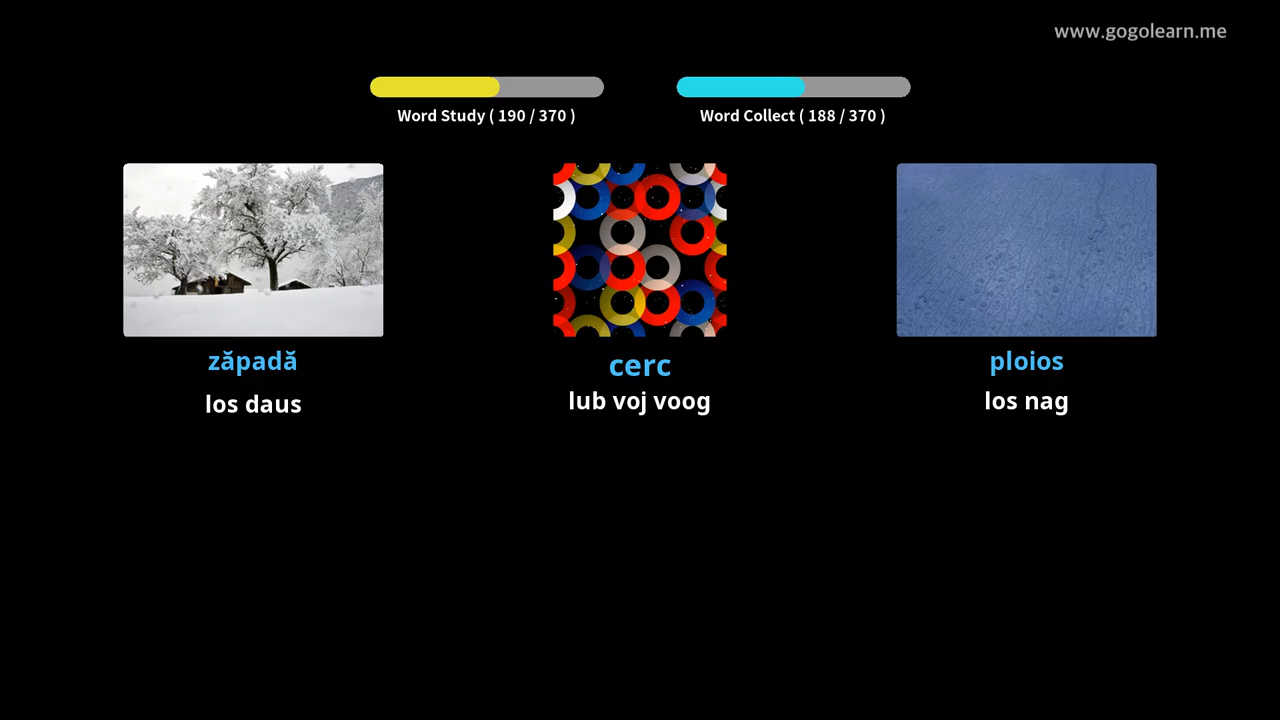 www.gogolearn.me
Word Study ( 190 / 370 )
Word Collect ( 188 / 370 )
zăpadă
los daus
cerc
lub voj voog
ploios
los nag